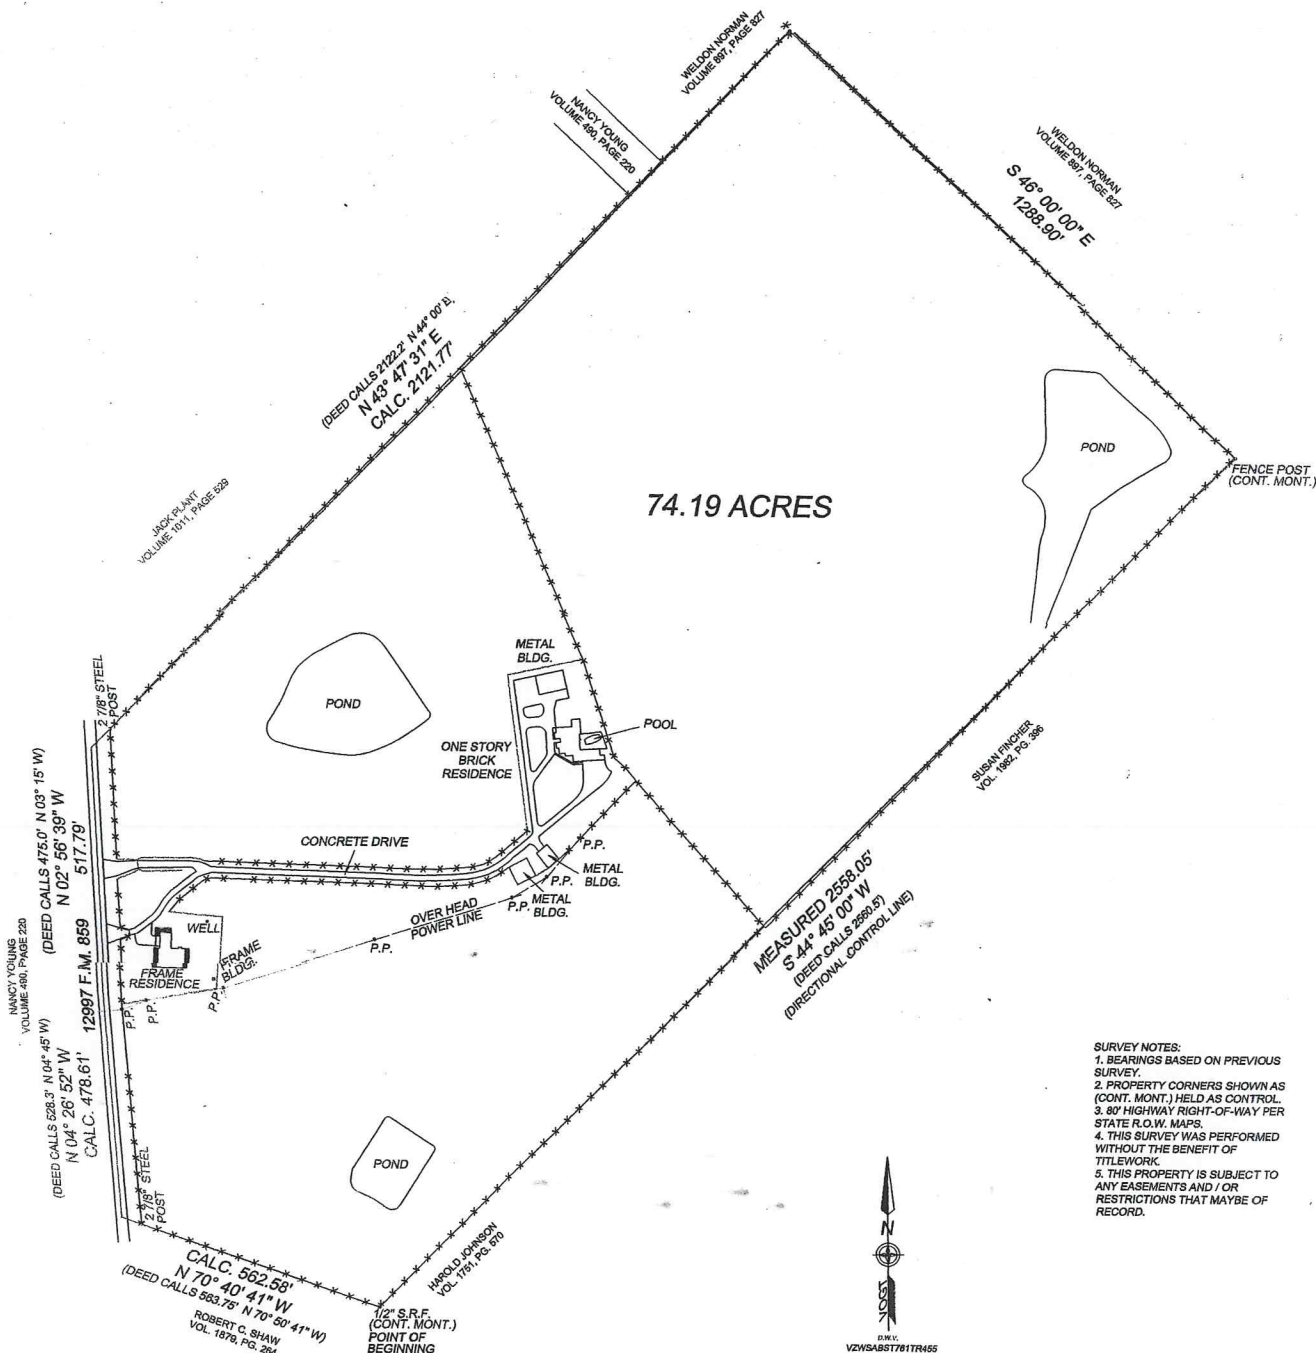 WELDON NORMAN
VOLUME 897, PAGE 827
NANCY YOUNG
VOLUME 490, PAGE 220
WELDON NORMAN
VOLUME 897, PAGE 827
S 46° 00' 00" E
1288.90'
(DEED CALLS 2122.2' N 44° 00' E)
N 43° 47' 31" E
CALC. 2121.77'
POND
FENCE POST
(CONT. MONT.)
74.19 ACRES
JACK PLANT
VOLUME 1011, PAGE 529
METAL
BLDG.
2 7/8" STEEL
POST
POND
POOL
ONE STORY
BRICK
RESIDENCE
SUSAN FINCHER
VOL. 1982, PG. 396
(DEED CALLS 475.0' N 03° 15' W)
N 02° 56' 39" W
517.79'
CONCRETE DRIVE
P.P.
METAL
BLDG.
P.P.
METAL
BLDG.
P.P.
OVER HEAD
POWER LINE
P.P.
MEASURED 2558.05'
S 44° 45' 00" W
(DEED CALLS 2560.5')
(DIRECTIONAL CONTROL LINE)
NANCY YOUNG
VOLUME 490, PAGE 220
12997 F.M. 859
WELL
FRAME
BLDG.
FRAME
RESIDENCE
P.P.
P.P.
P.P.
(DEED CALLS 528.3' N 04° 45' W)
N 04° 26' 52" W
CALC. 478.61'
SURVEY NOTES:
1. BEARINGS BASED ON PREVIOUS
SURVEY.
2. PROPERTY CORNERS SHOWN AS
(CONT. MONT.) HELD AS CONTROL.
3. 80' HIGHWAY RIGHT-OF-WAY PER
STATE R.O.W. MAPS.
4. THIS SURVEY WAS PERFORMED
WITHOUT THE BENEFIT OF
TITLEWORK.
5. THIS PROPERTY IS SUBJECT TO
ANY EASEMENTS AND / OR
RESTRICTIONS THAT MAYBE OF
RECORD.
POND
2 7/8" STEEL
POST
CALC. 562.58'
N 70° 40' 41" W
(DEED CALLS 563.75' N 70° 50' 41" W)
ROBERT C. SHAW
VOL. 1879, PG. 264
HAROLD JOHNSON
VOL. 1751, PG. 570
1/2" S.R.F.
(CONT. MONT.)
POINT OF
BEGINNING
N
VOGT
D.W.V.
VZWSABST781TR455